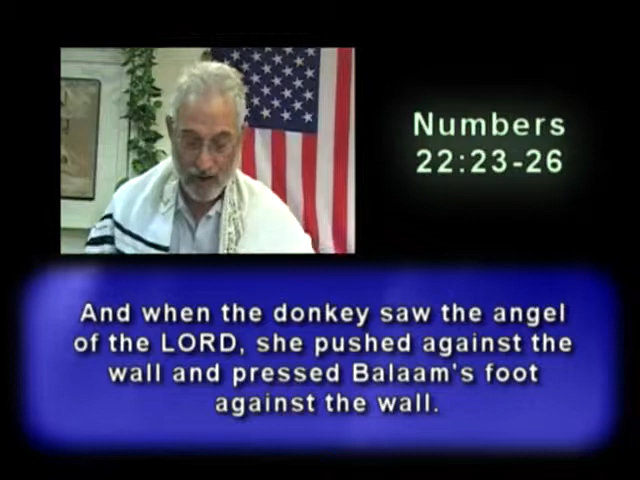 Numbers
22:23-26
And when the donkey saw the angel
of the LORD, she pushed against the
wall and pressed Balaam's foot
against the wall.